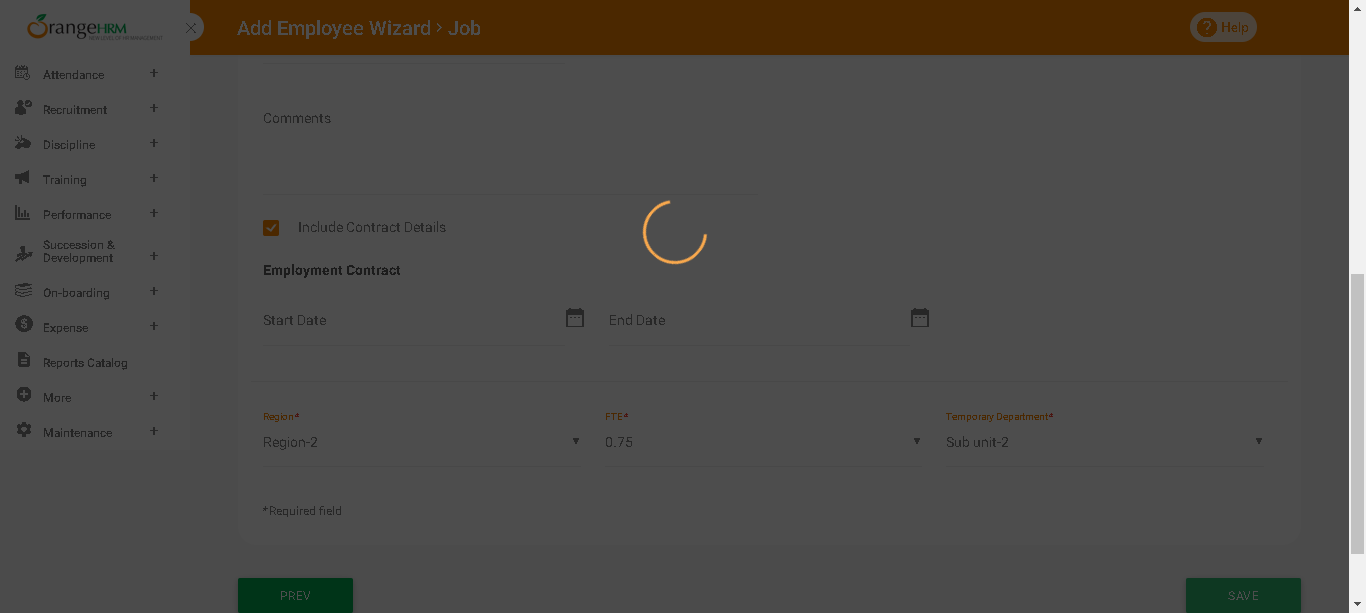 OrangeHRM
Add Employee Wizard > Job
Help
Attendance
Recruitment
Discipline
Training
Performance
Succession &
Development
On-boarding
Expense
Reports Catalog
More
Maintenance
Comments
Include Contract Details
Employment Contract
Start Date
End Date
Region*
FTE*
Temporary Department*
Region-2
0.75
Sub unit-2
*Required field
PREV
SAVE